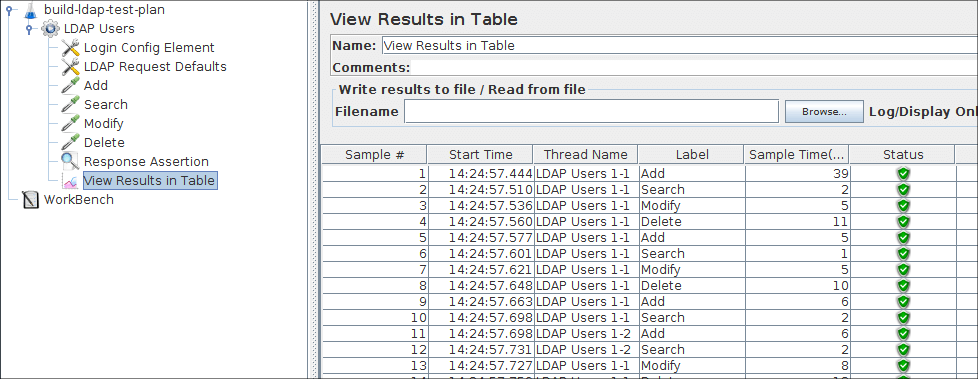 build-ldap-test-plan
LDAP Users
Login Config Element
LDAP Request Defaults
Add
Search
Modify
Delete
Response Assertion
View Results in Table
WorkBench
View Results in Table
Name: View Results in Table
Comments:
Write results to file / Read from file
Filename Browse... Log/Display Onl
Sample # Start Time Thread Name Label Sample Time(... Status
1 14:24:57.444 LDAP Users 1-1 Add 39
2 14:24:57.510 LDAP Users 1-1 Search 2
3 14:24:57.536 LDAP Users 1-1 Modify 5
4 14:24:57.560 LDAP Users 1-1 Delete 11
5 14:24:57.577 LDAP Users 1-1 Add 5
6 14:24:57.601 LDAP Users 1-1 Search 1
7 14:24:57.621 LDAP Users 1-1 Modify 5
8 14:24:57.648 LDAP Users 1-1 Delete 10
9 14:24:57.663 LDAP Users 1-1 Add 6
10 14:24:57.698 LDAP Users 1-1 Search 2
11 14:24:57.698 LDAP Users 1-2 Add 6
12 14:24:57.731 LDAP Users 1-2 Search 2
13 14:24:57.727 LDAP Users 1-1 Modify 8